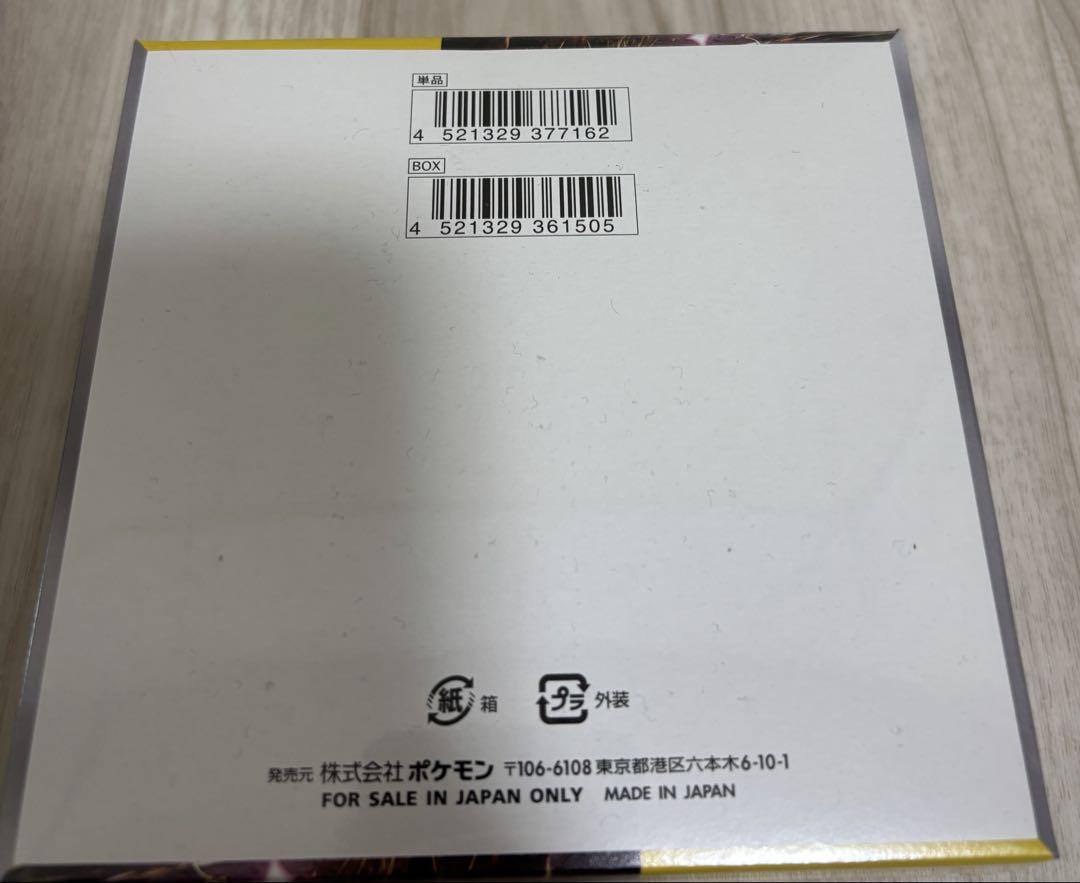 単品
4 521329 377162
BOX
4 521329 361505
紙 箱 プラ 外装
発売元 株式会社ポケモン 〒106-6108 東京都港区六本木6-10-1
FOR SALE IN JAPAN ONLY MADE IN JAPAN